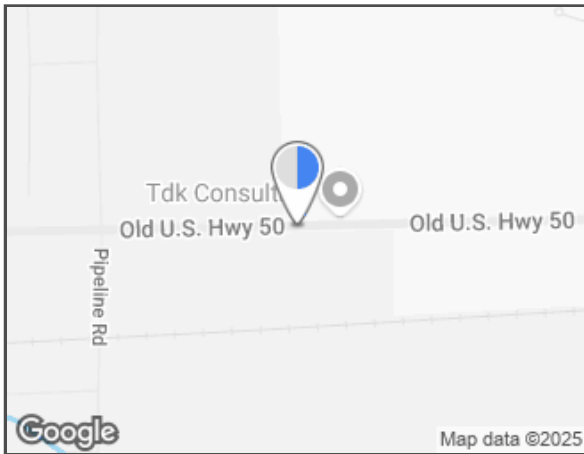 Tdk Consult
Old U.S. Hwy 50
Old U.S. Hwy 50
Pipeline Rd
Google
Map data ©2025